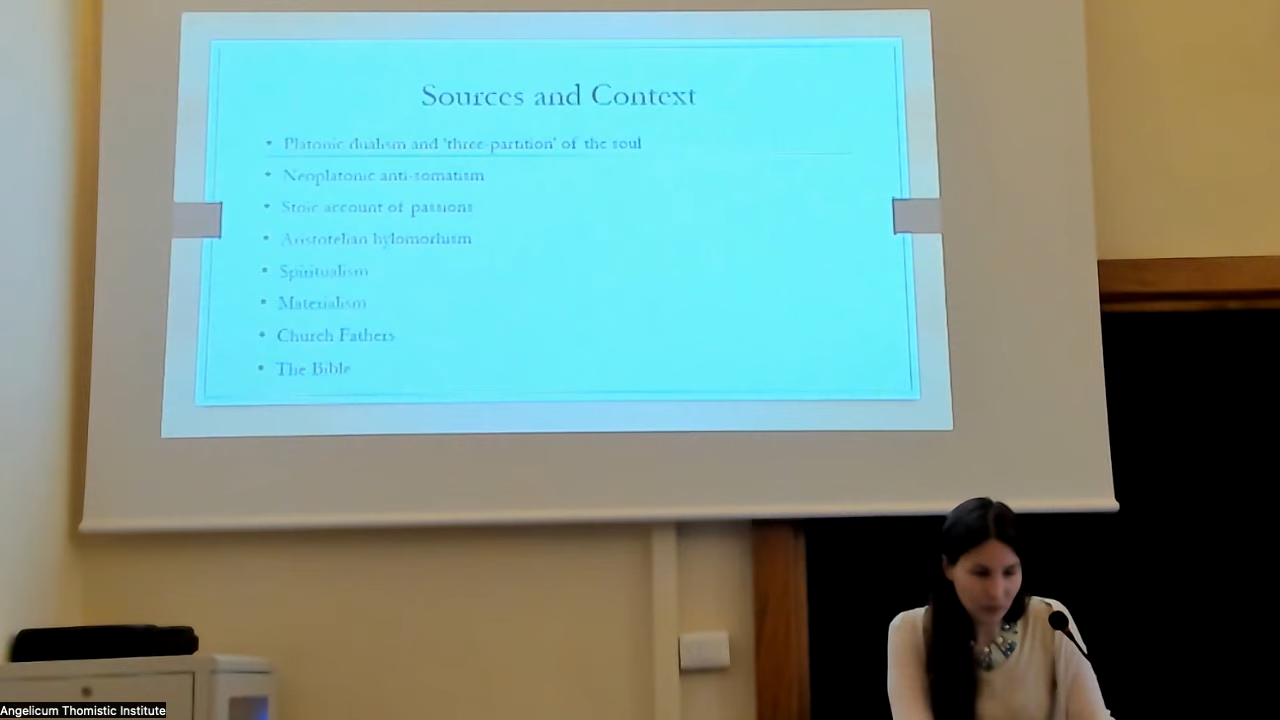 Sources and Context
• Platonic dualism and 'three-partition' of the soul
• Neoplatonic anti-somatism
• Stoic account of passions
• Aristotelian hylomorfism
• Spiritualism
• Materialism
• Church Fathers
• The Bible
Angelicum Thomistic Institute